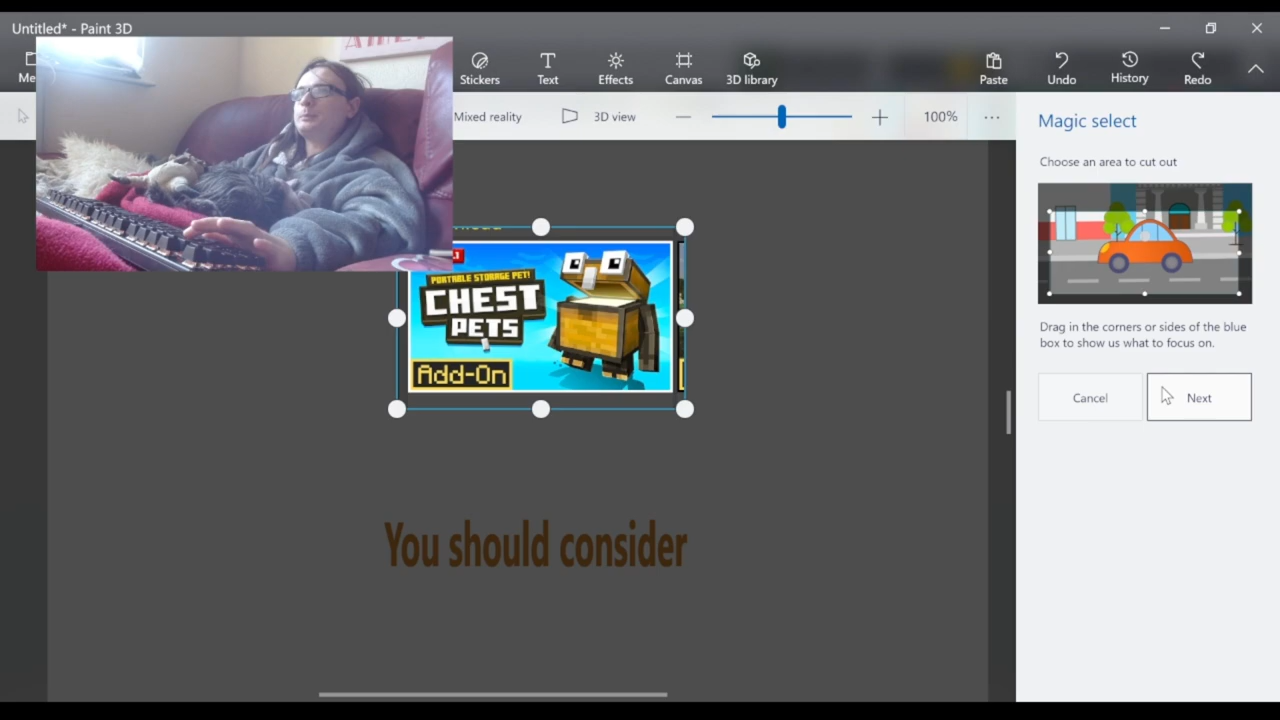 Untitled* - Paint 3D
Me
Stickers
Text
Effects
Canvas
3D library
Paste
Undo
History
Redo
Mixed reality
3D view
100%
Magic select
Choose an area to cut out
Drag in the corners or sides of the blue
box to show us what to focus on.
Cancel
Next
PORTABLE STORAGE PET!
CHEST
PETS
Add-On
You should consider